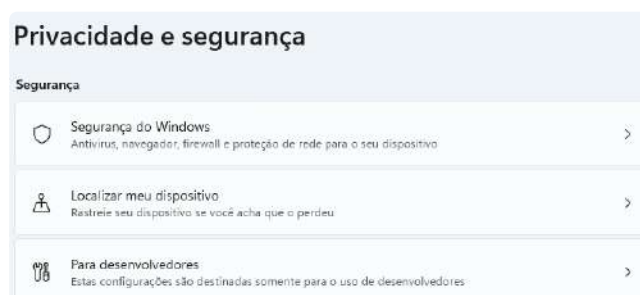 Privacidade e segurança
Segurança
Segurança do Windows
Antivírus, navegador, firewall e proteção de rede para o seu dispositivo
Localizar meu dispositivo
Rastreie seu dispositivo se você acha que o perdeu
Para desenvolvedores
Estas configurações são destinadas somente para o uso de desenvolvedores